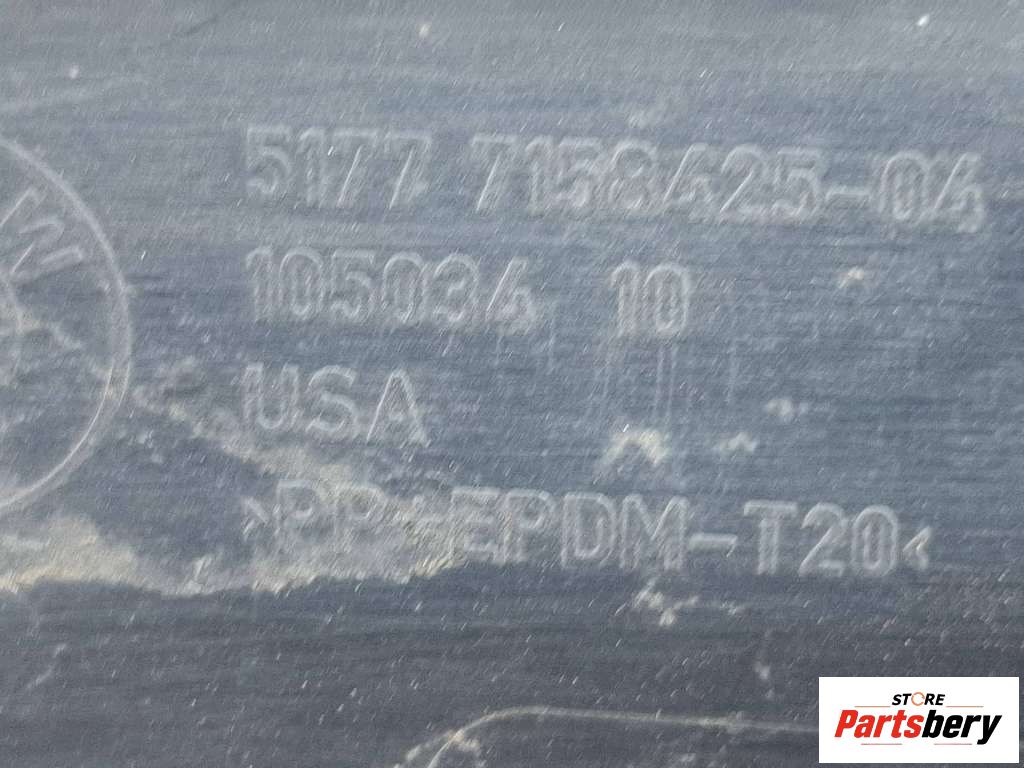 5177 7158425-04
105034 10
USA
>PP+EPDM-T20<
STORE
Partsbery